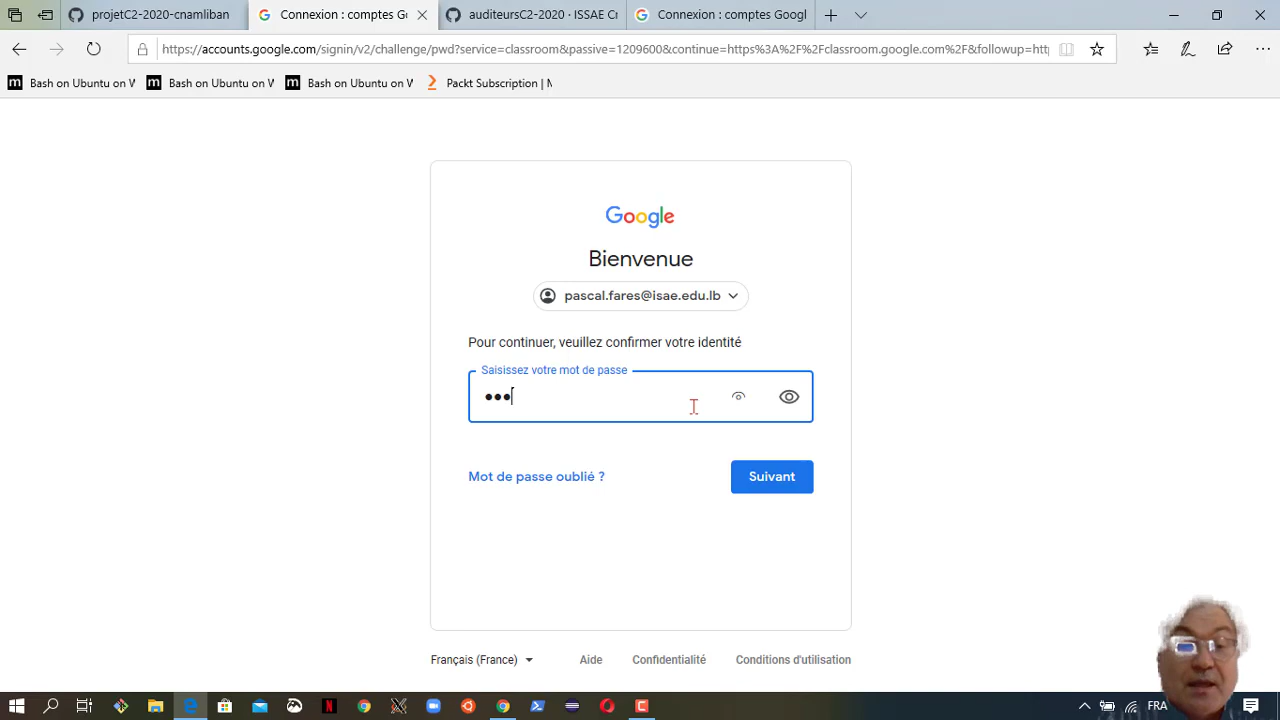 projetC2-2020-cnamliban
Connexion : comptes Go
auditeursC2-2020 · ISSAE Cn
Connexion : comptes Googl
https://accounts.google.com/signin/v2/challenge/pwd?service=classroom&passive=1209600&continue=https%3A%2F%2Fclassroom.google.com%2F&followup=htt
Bash on Ubuntu on W
Bash on Ubuntu on W
Bash on Ubuntu on W
Packt Subscription | M
Google
Bienvenue
pascal.fares@isae.edu.lb
Pour continuer, veuillez confirmer votre identité
Saisissez votre mot de passe
Mot de passe oublié ?
Suivant
Français (France)
Aide
Confidentialité
Conditions d'utilisation
FRA